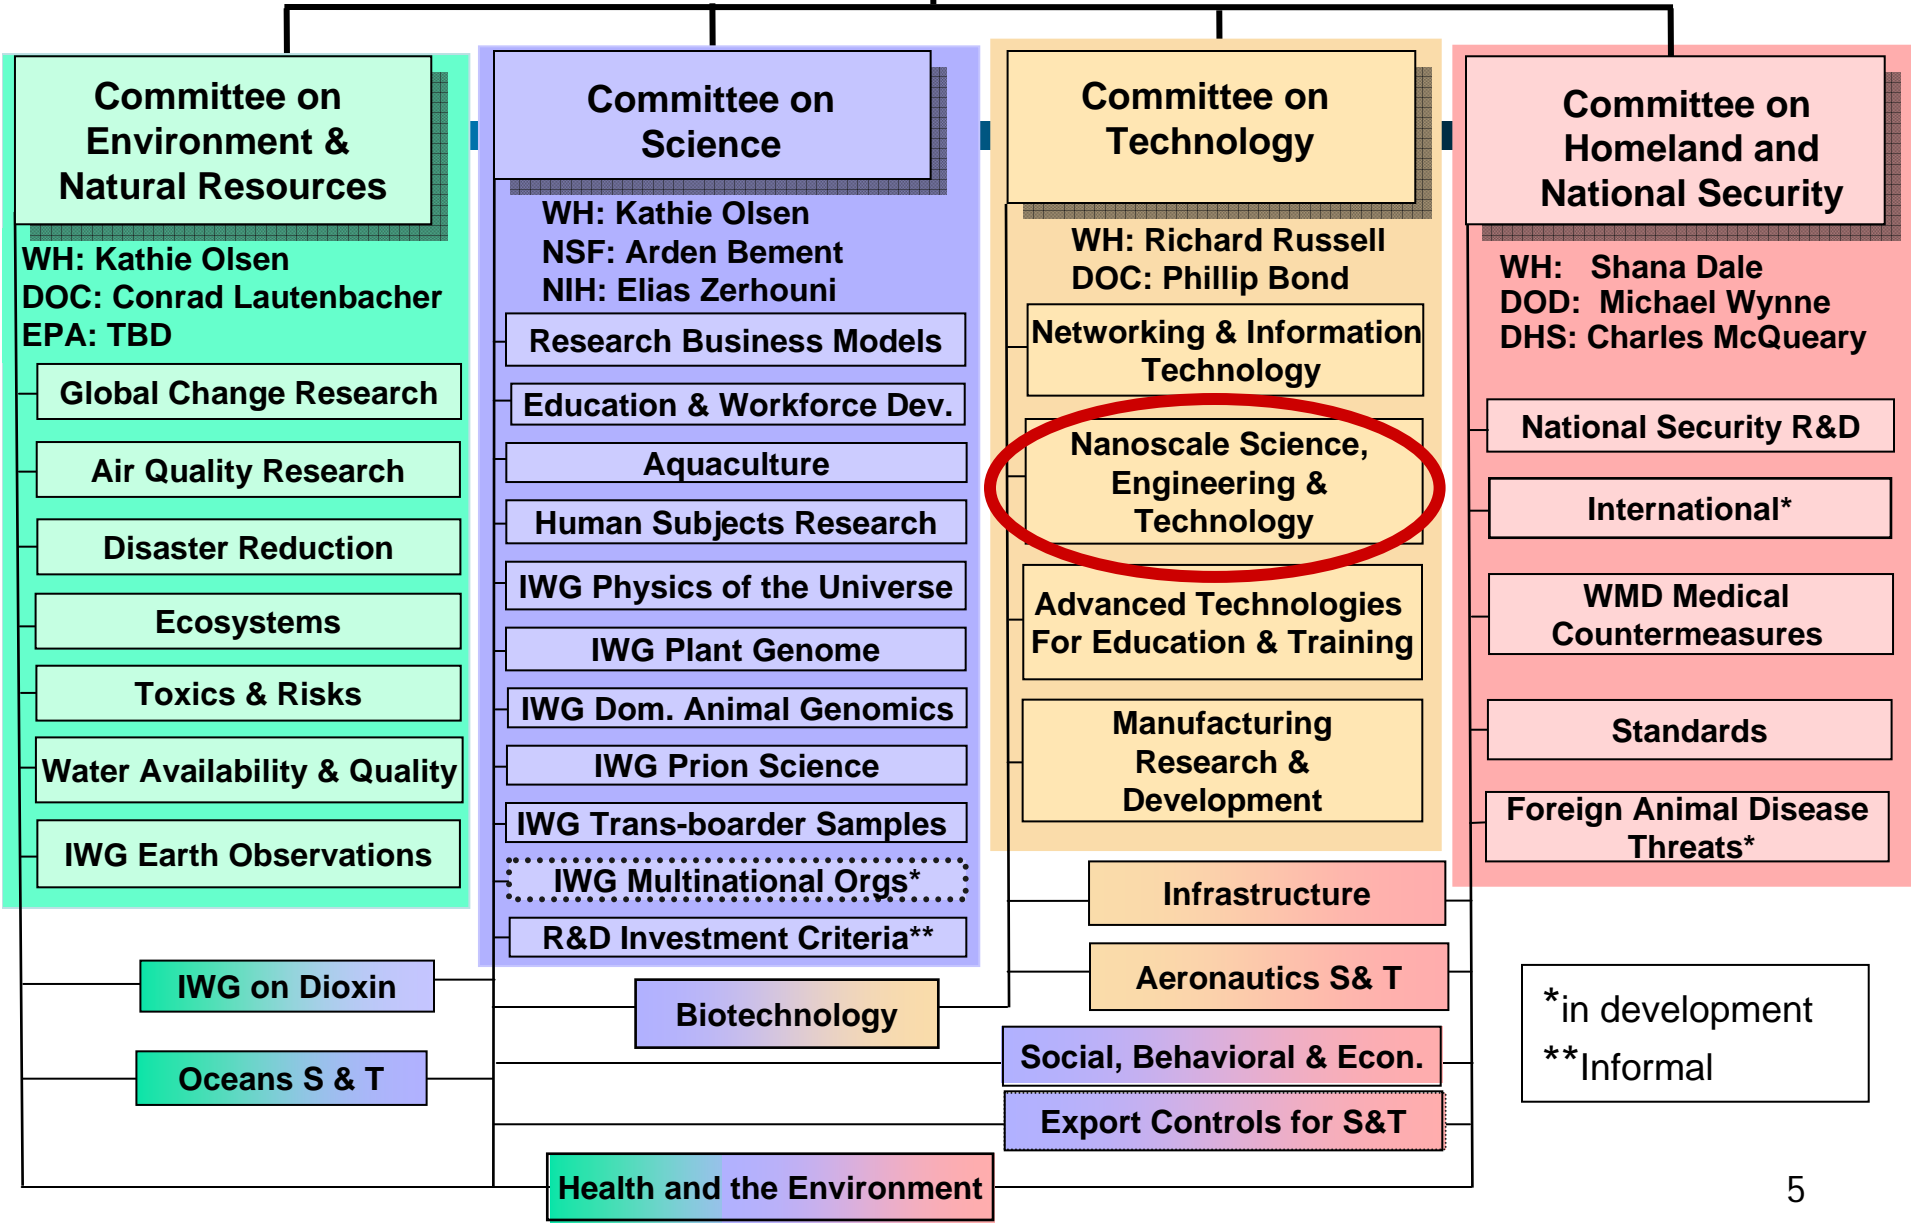 Committee on
Environment &
Natural Resources
WH: Kathie Olsen
DOC: Conrad Lautenbacher
EPA: TBD
Global Change Research
Air Quality Research
Disaster Reduction
Ecosystems
Toxics & Risks
Water Availability & Quality
IWG Earth Observations
Committee on
Science
WH: Kathie Olsen
NSF: Arden Bement
NIH: Elias Zerhouni
Research Business Models
Education & Workforce Dev.
Aquaculture
Human Subjects Research
IWG Physics of the Universe
IWG Plant Genome
IWG Dom. Animal Genomics
IWG Prion Science
IWG Trans-boarder Samples
IWG Multinational Orgs*
R&D Investment Criteria**
Committee on
Technology
WH: Richard Russell
DOC: Phillip Bond
Networking & Information
Technology
Nanoscale Science,
Engineering &
Technology
Advanced Technologies
For Education & Training
Manufacturing
Research &
Development
Committee on
Homeland and
National Security
WH: Shana Dale
DOD: Michael Wynne
DHS: Charles McQueary
National Security R&D
International*
WMD Medical
Countermeasures
Standards
Foreign Animal Disease
Threats*
Infrastructure
Aeronautics S& T
IWG on Dioxin
Biotechnology
Oceans S & T
Social, Behavioral & Econ.
Export Controls for S&T
Health and the Environment
*in development
**Informal
5